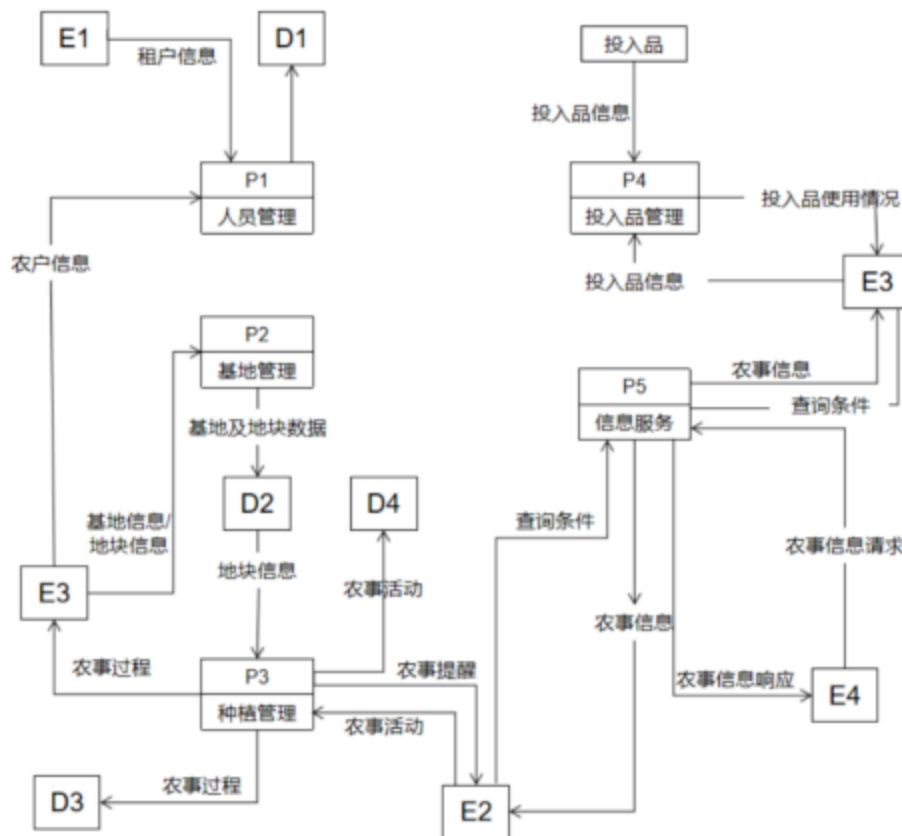 E1
D1
投入品
租户信息
投入品信息
P1
人员管理
P4
投入品管理
投入品使用情况
农户信息
投入品信息
E3
P2
基地管理
农事信息
P5
信息服务
查询条件
基地及地块数据
D2
D4
基地信息/
地块信息
查询条件
农事信息请求
地块信息
农事活动
E3
农事信息
农事过程
P3
种植管理
农事提醒
农事信息响应
E4
农事活动
农事过程
D3
E2